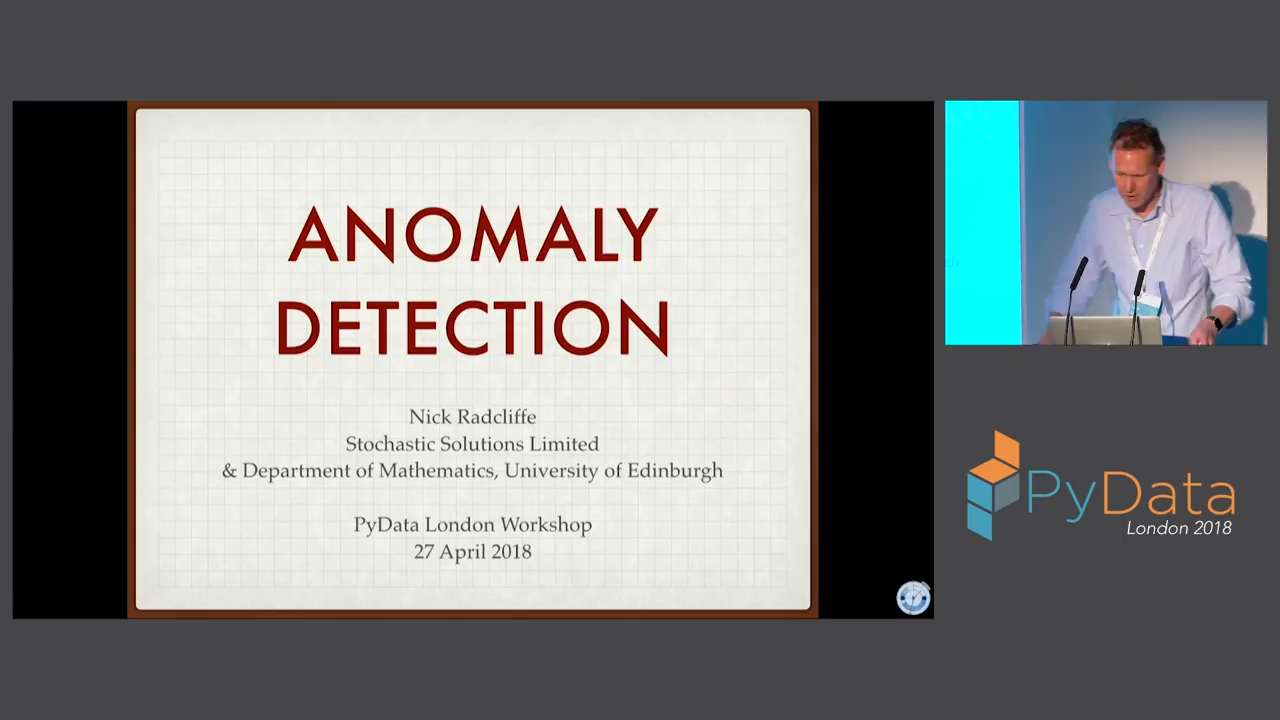 ANOMALY
DETECTION
Nick Radcliffe
Stochastic Solutions Limited
& Department of Mathematics, University of Edinburgh
PyData London Workshop
27 April 2018
PyData
London 2018